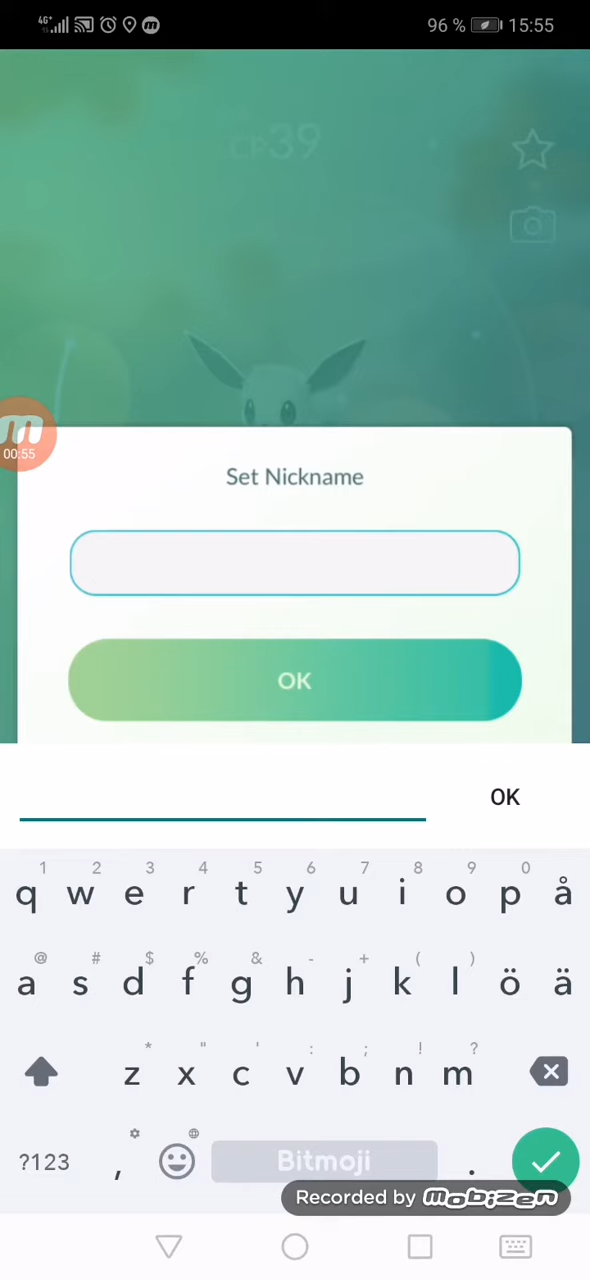 4G+ 96 % 15:55
CP39
00:55
Set Nickname
OK
OK
1 2 3 4 5 6 7 8 9 0
q w e r t y u i o p å
@ # $ % & - + ( )
a s d f g h j k l ö ä
* " ' : ; ! ?
z x c v b n m
?123 , Bitmoji .
Recorded by mobizen